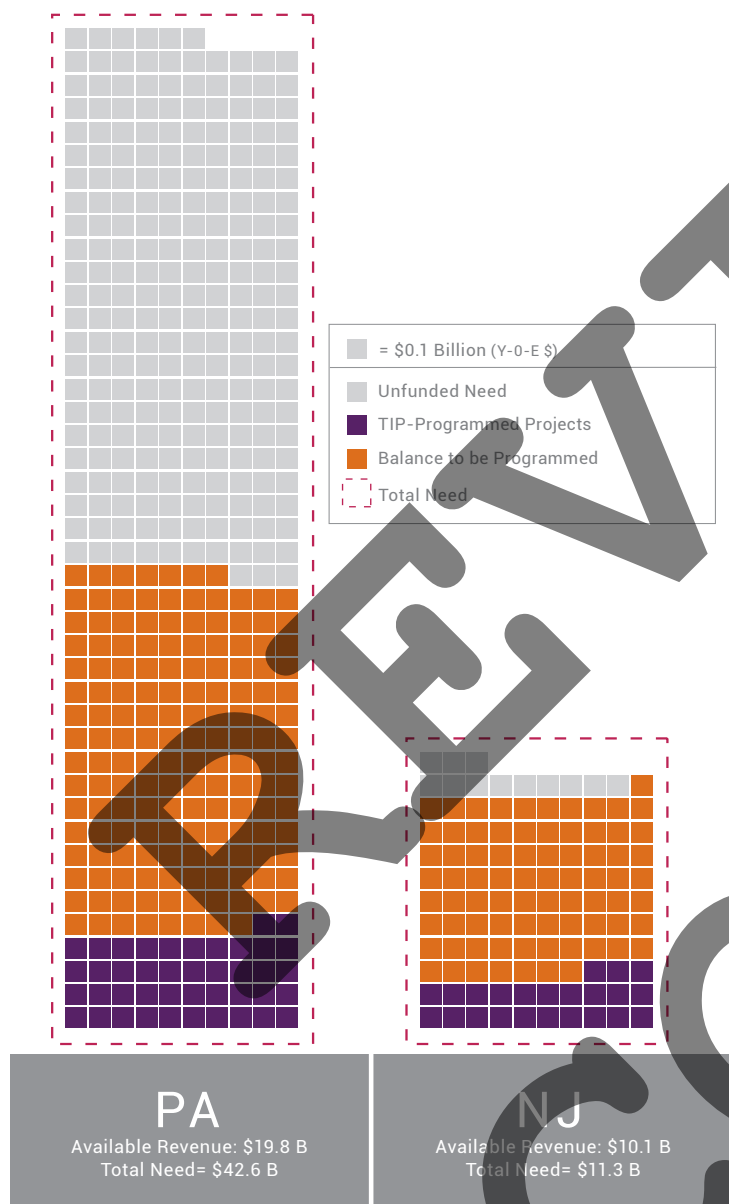 = $0.1 Billion (Y-O-E $)
Unfunded Need
TIP-Programmed Projects
Balance to be Programmed
Total Need
PA
Available Revenue: $19.8 B
Total Need= $42.6 B
NJ
Available Revenue: $10.1 B
Total Need= $11.3 B